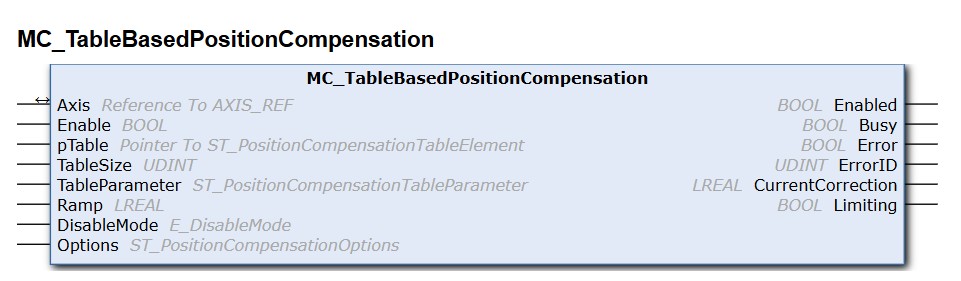 MC_TableBasedPositionCompensation
MC_TableBasedPositionCompensation
Axis Reference To AXIS_REF BOOL Enabled
Enable BOOL BOOL Busy
pTable Pointer To ST_PositionCompensationTableElement BOOL Error
TableSize UDINT UDINT ErrorID
TableParameter ST_PositionCompensationTableParameter LREAL CurrentCorrection
Ramp LREAL BOOL Limiting
DisableMode E_DisableMode
Options ST_PositionCompensationOptions